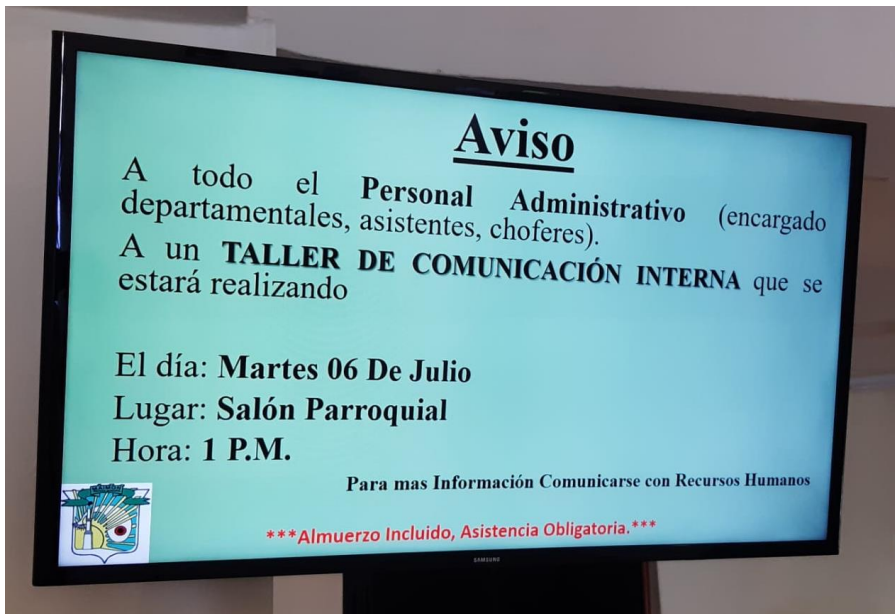 Aviso
A todo el Personal Administrativo (encargado
departamentales, asistentes, choferes).
A un TALLER DE COMUNICACIÓN INTERNA que se
estará realizando
El día: Martes 06 De Julio
Lugar: Salón Parroquial
Hora: 1 P.M.
Para mas Información Comunicarse con Recursos Humanos
***Almuerzo Incluido, Asistencia Obligatoria.***
SAMSUNG